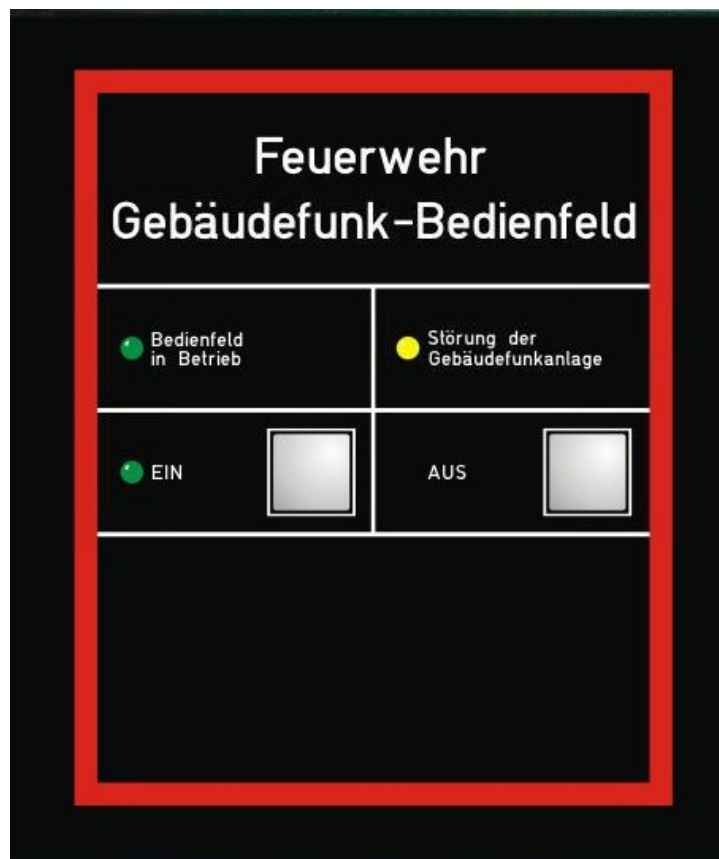 Feuerwehr
Gebäudefunk-Bedienfeld
Bedienfeld
in Betrieb
Störung der
Gebäudefunkanlage
EIN
AUS